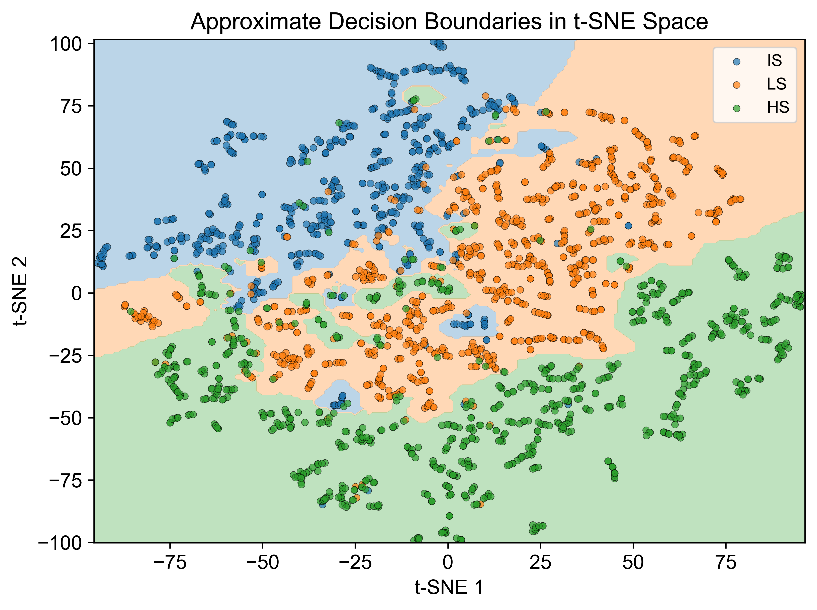 Approximate Decision Boundaries in t-SNE Space
IS
LS
HS
100
75
50
25
0
−25
−50
−75
−100
t-SNE 2
−75
−50
−25
0
25
50
75
t-SNE 1